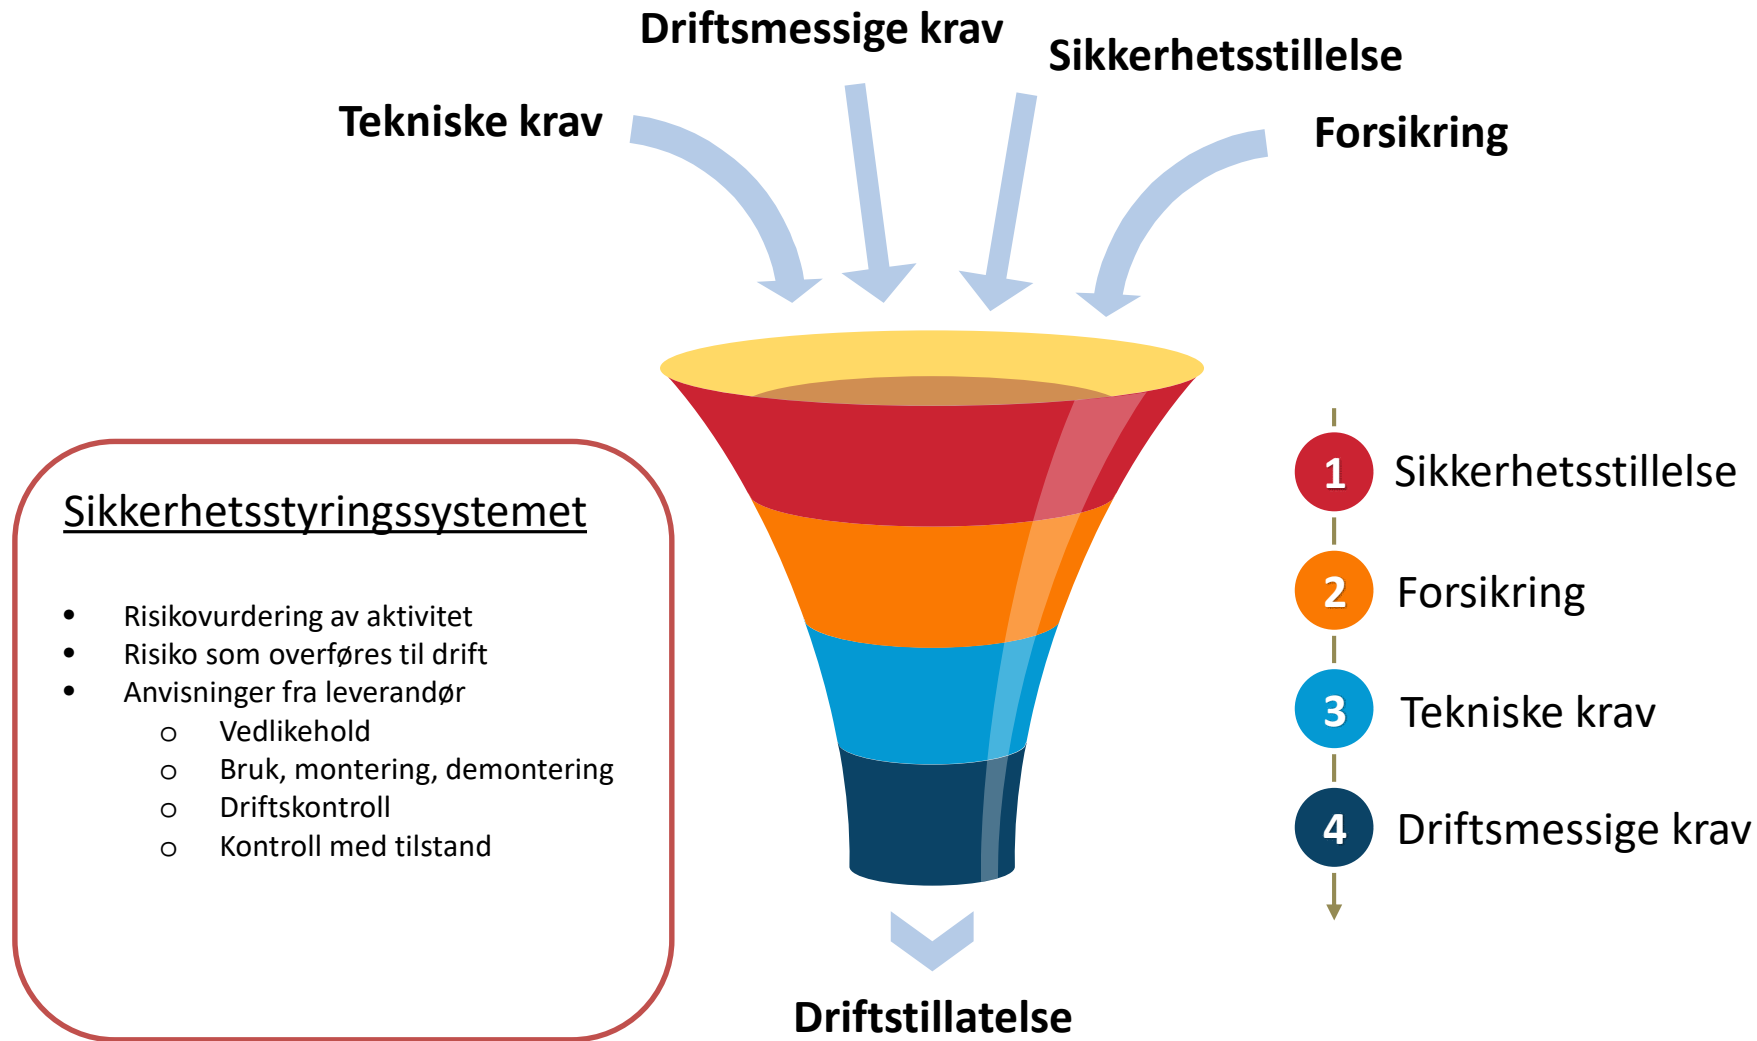 Driftsmessige krav
Sikkerhetsstillelse
Tekniske krav
Forsikring
Sikkerhetsstyringssystemet
• Risikovurdering av aktivitet
• Risiko som overføres til drift
• Anvisninger fra leverandør
o Vedlikehold
o Bruk, montering, demontering
o Driftskontroll
o Kontroll med tilstand
1 Sikkerhetsstillelse
2 Forsikring
3 Tekniske krav
4 Driftsmessige krav
Driftstillatelse